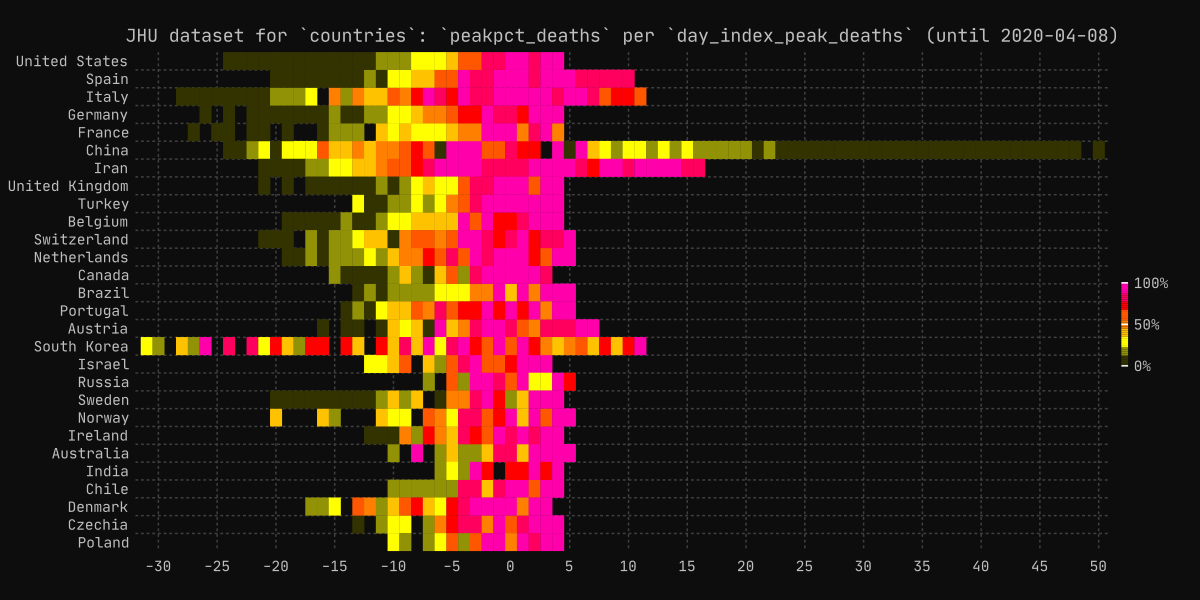 JHU dataset for `countries`: `peakpct_deaths` per `day_index_peak_deaths` (until 2020-04-08)
United States
Spain
Italy
Germany
France
China
Iran
United Kingdom
Turkey
Belgium
Switzerland
Netherlands
Canada
Brazil
Portugal
Austria
South Korea
Israel
Russia
Sweden
Norway
Ireland
Australia
India
Chile
Denmark
Czechia
Poland
100%
50%
0%
-30 -25 -20 -15 -10 -5 0 5 10 15 20 25 30 35 40 45 50